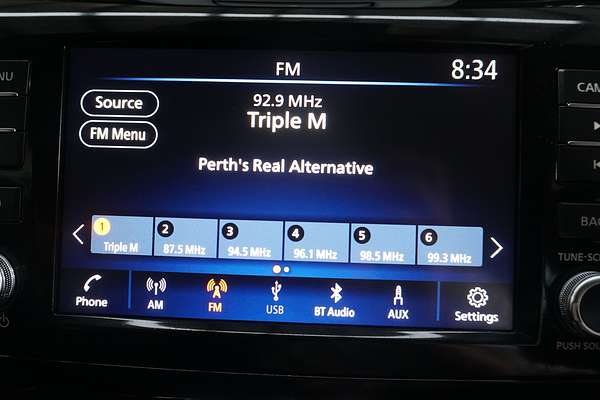 FM
8:34
Source
92.9 MHz
Triple M
FM Menu
Perth's Real Alternative
1 2 3 4 5 6
Triple M 87.5 MHz 94.5 MHz 96.1 MHz 98.5 MHz 99.3 MHz
Phone AM FM USB BT Audio AUX Settings
NU
CAM
BAC
TUNE-SC
PUSH SOU